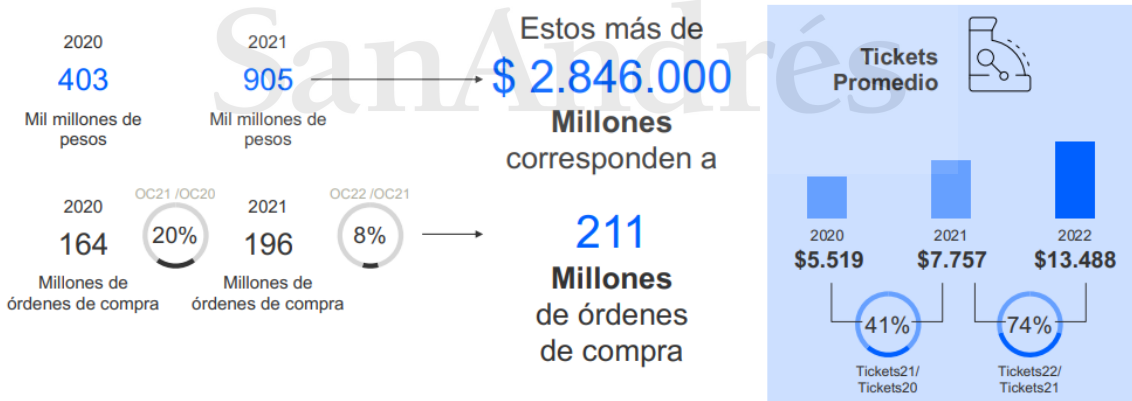 SanAndrés
2020
403
Mil millones de
pesos
2021
905
Mil millones de
pesos
Estos más de
$ 2.846.000
Millones
corresponden a
2020
164
Millones de
órdenes de compra
OC21 /OC20
20%
2021
196
Millones de
órdenes de compra
OC22 /OC21
8%
211
Millones
de órdenes
de compra
Tickets
Promedio
2020
$5.519
2021
$7.757
2022
$13.488
41%
Tickets21/
Tickets20
74%
Tickets22/
Tickets21